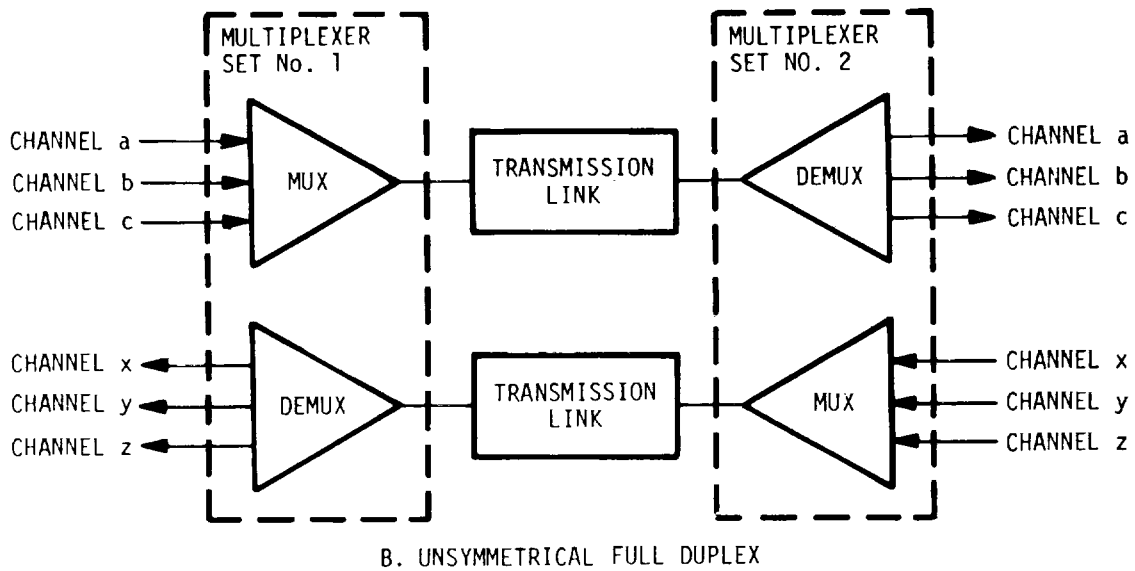 MULTIPLEXER
SET No. 1
MULTIPLEXER
SET NO. 2
CHANNEL a
CHANNEL b
CHANNEL c
MUX
TRANSMISSION
LINK
DEMUX
CHANNEL a
CHANNEL b
CHANNEL c
CHANNEL x
CHANNEL y
CHANNEL z
DEMUX
TRANSMISSION
LINK
MUX
CHANNEL x
CHANNEL y
CHANNEL z
B. UNSYMMETRICAL FULL DUPLEX